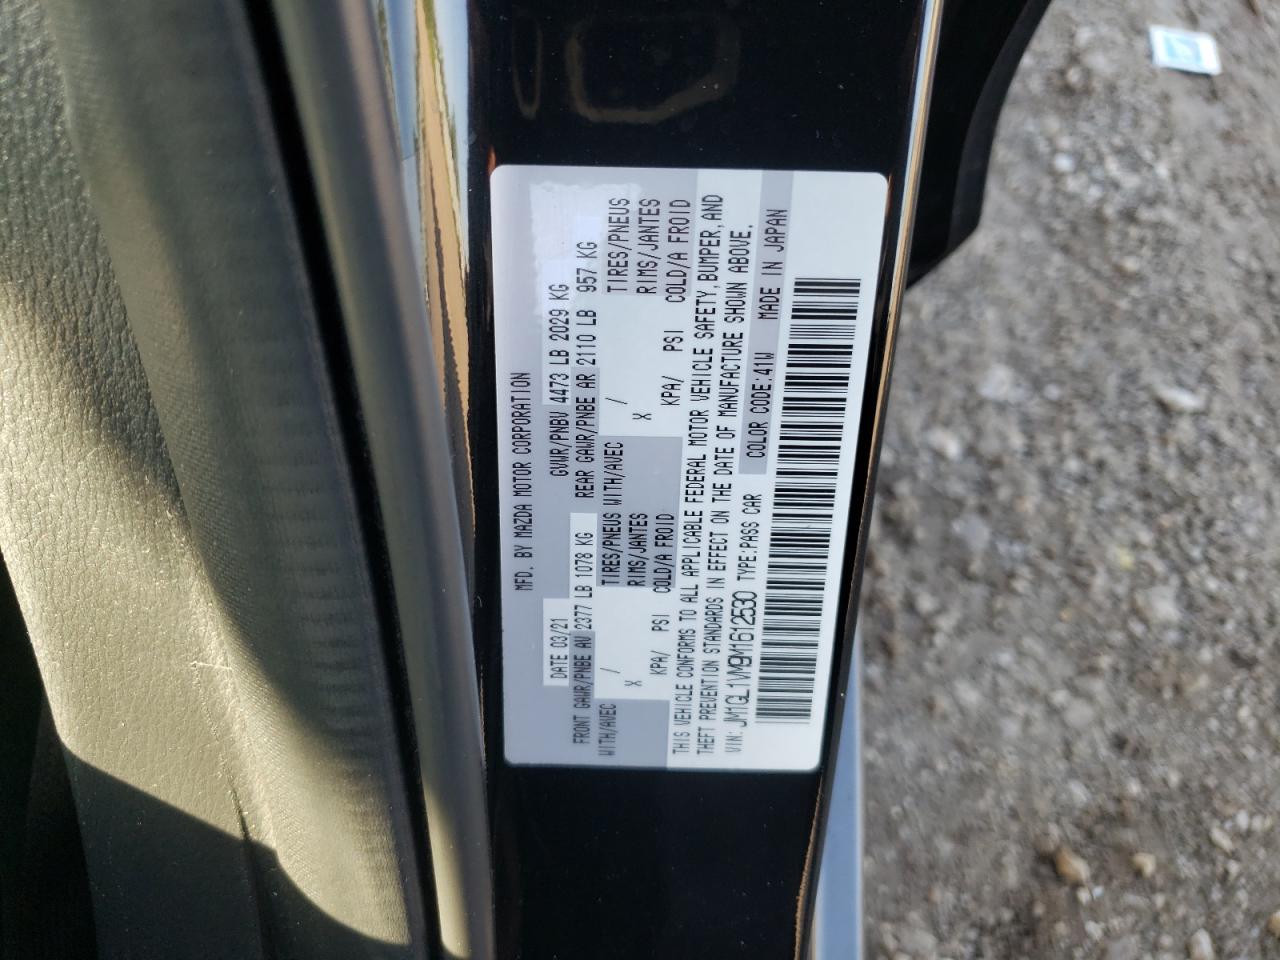 MFD. BY MAZDA MOTOR CORPORATION
DATE 03/21 GVWR/PNBV 4473 LB 2029 KG
FRONT GAWR/PNBE AV 2377 LB 1078 KG REAR GAWR/PNBE AR 2110 LB 957 KG
WITH/AVEC / TIRES/PNEUS WITH/AVEC / TIRES/PNEUS
X RIMS/JANTES X RIMS/JANTES
KPA/ PSI COLD/A FROID KPA/ PSI COLD/A FROID
THIS VEHICLE CONFORMS TO ALL APPLICABLE FEDERAL MOTOR VEHICLE SAFETY, BUMPER, AND
THEFT PREVENTION STANDARDS IN EFFECT ON THE DATE OF MANUFACTURE SHOWN ABOVE.
VIN: JM1GL1VM9M1612530 TYPE:PASS CAR COLOR CODE:41W MADE IN JAPAN